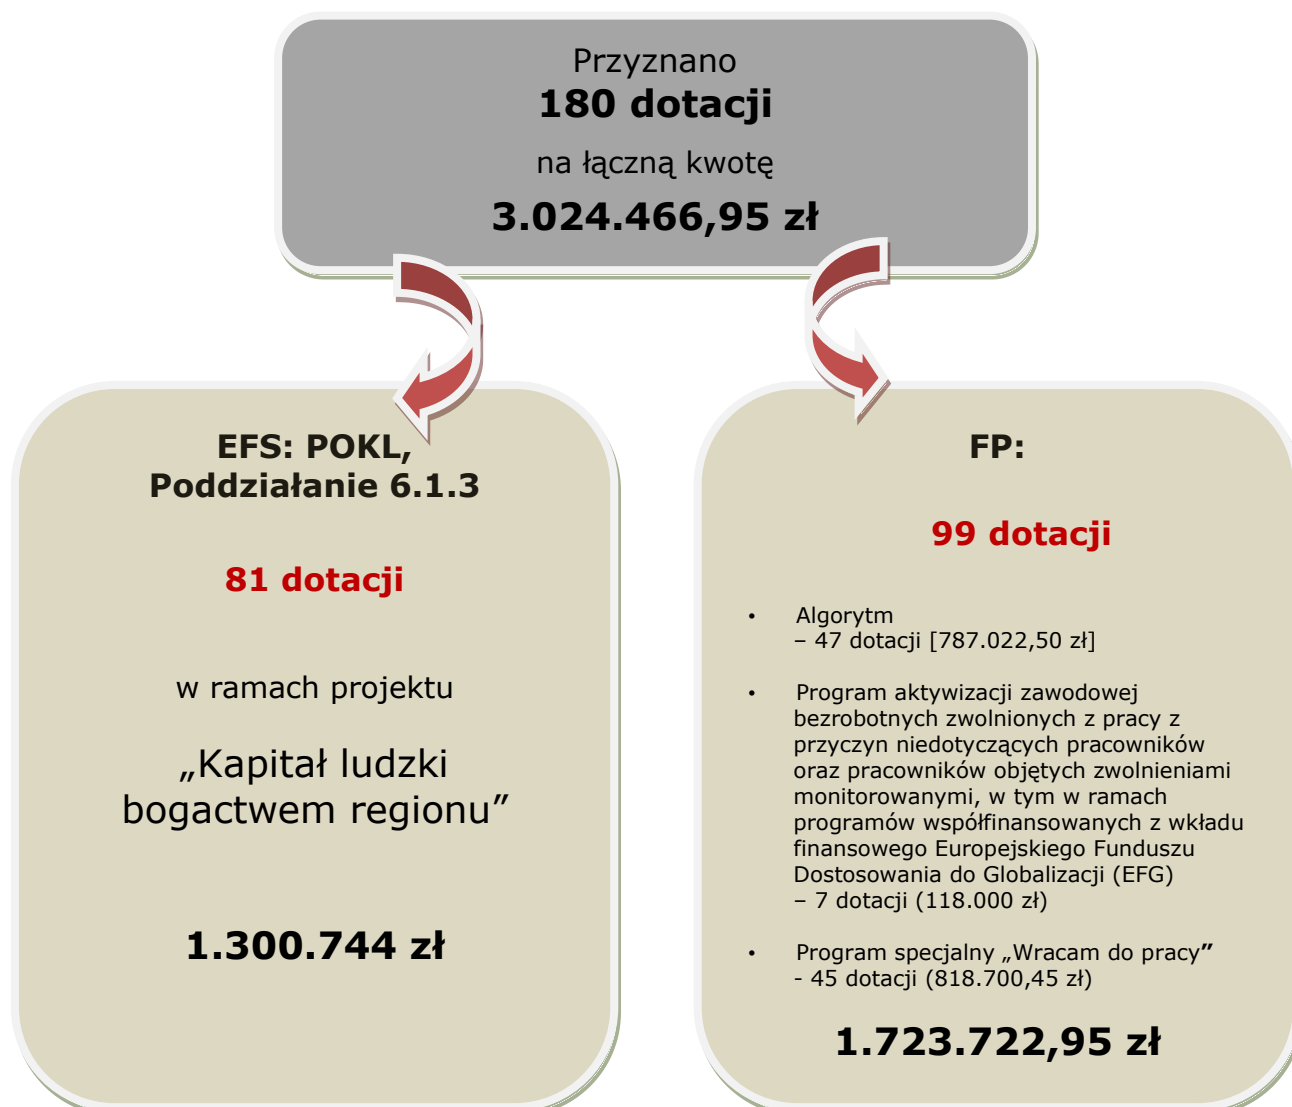 Przyznano
180 dotacji
na łączną kwotę
3.024.466,95 zł
EFS: POKL,
Poddziałanie 6.1.3
81 dotacji
w ramach projektu
„Kapitał ludzki
bogactwem regionu”
1.300.744 zł
FP:
99 dotacji
• Algorytm
– 47 dotacji [787.022,50 zł]
• Program aktywizacji zawodowej
bezrobotnych zwolnionych z pracy z
przyczyn niedotyczących pracowników
oraz pracowników objętych zwolnieniami
monitorowanymi, w tym w ramach
programów współfinansowanych z wkładu
finansowego Europejskiego Funduszu
Dostosowania do Globalizacji (EFG)
– 7 dotacji (118.000 zł)
• Program specjalny „Wracam do pracy”
- 45 dotacji (818.700,45 zł)
1.723.722,95 zł